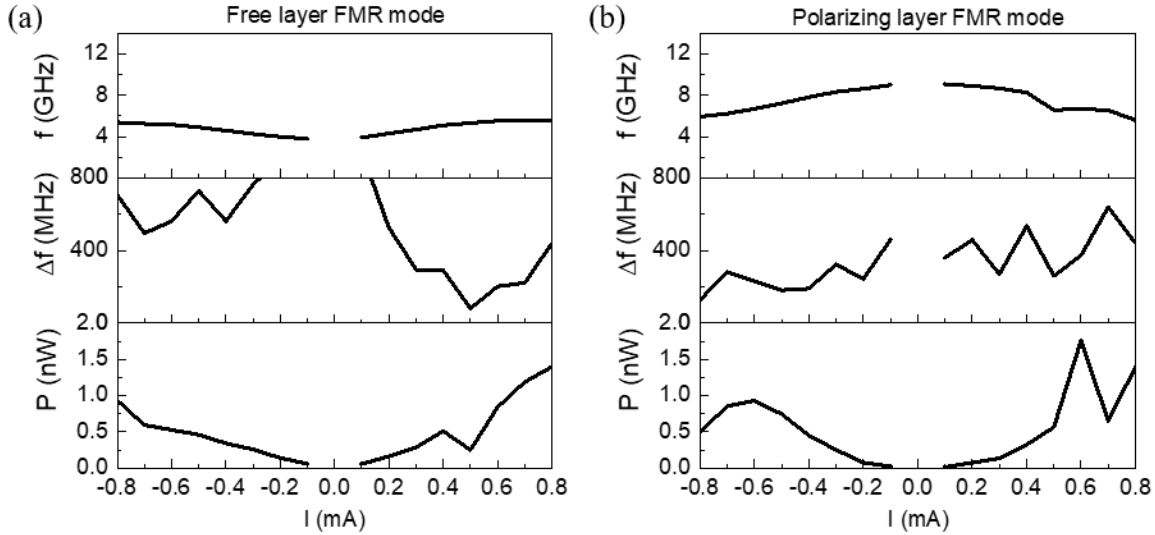 (a)
Free layer FMR mode
f (GHz)
12
8
4
Δf (MHz)
800
400
P (nW)
2.0
1.5
1.0
0.5
0.0
-0.8 -0.6 -0.4 -0.2 0.0 0.2 0.4 0.6 0.8
I (mA)
(b)
Polarizing layer FMR mode
f (GHz)
12
8
4
Δf (MHz)
800
400
P (nW)
2.0
1.5
1.0
0.5
0.0
-0.8 -0.6 -0.4 -0.2 0.0 0.2 0.4 0.6 0.8
I (mA)